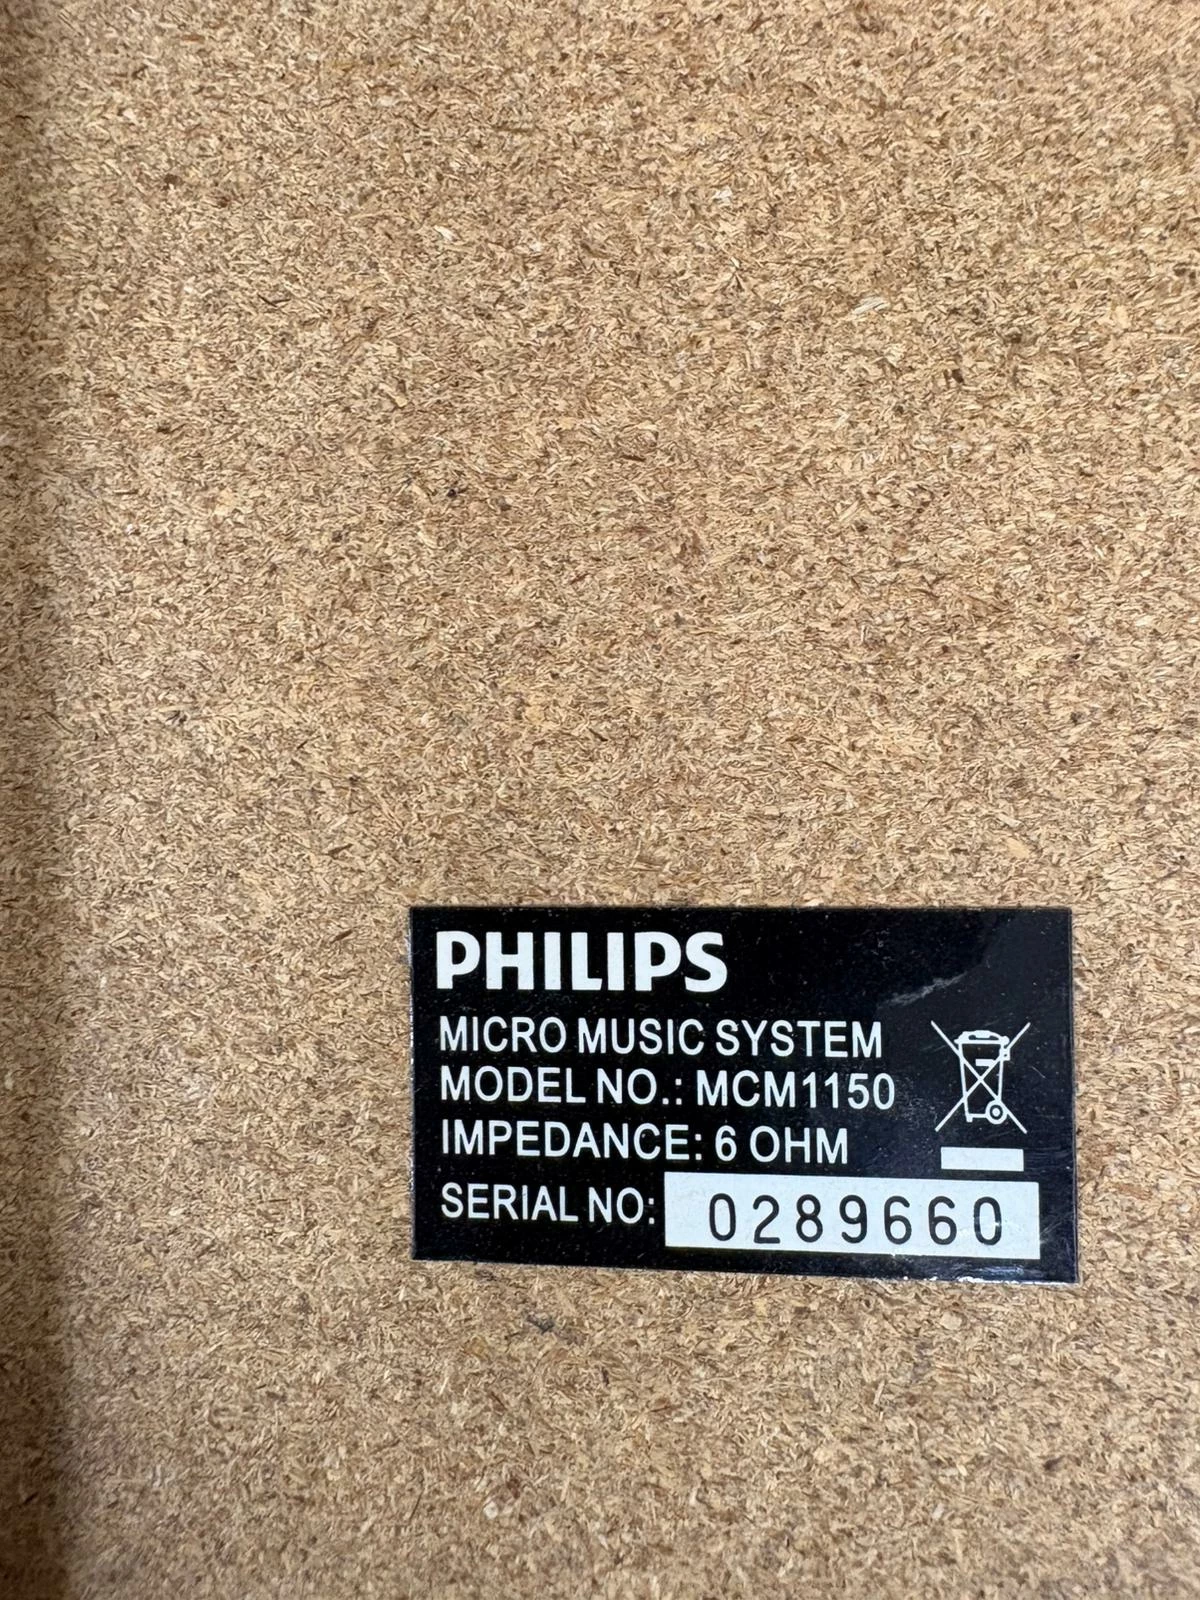 PHILIPS
MICRO MUSIC SYSTEM
MODEL NO.: MCM1150
IMPEDANCE: 6 OHM
SERIAL NO: 0289660